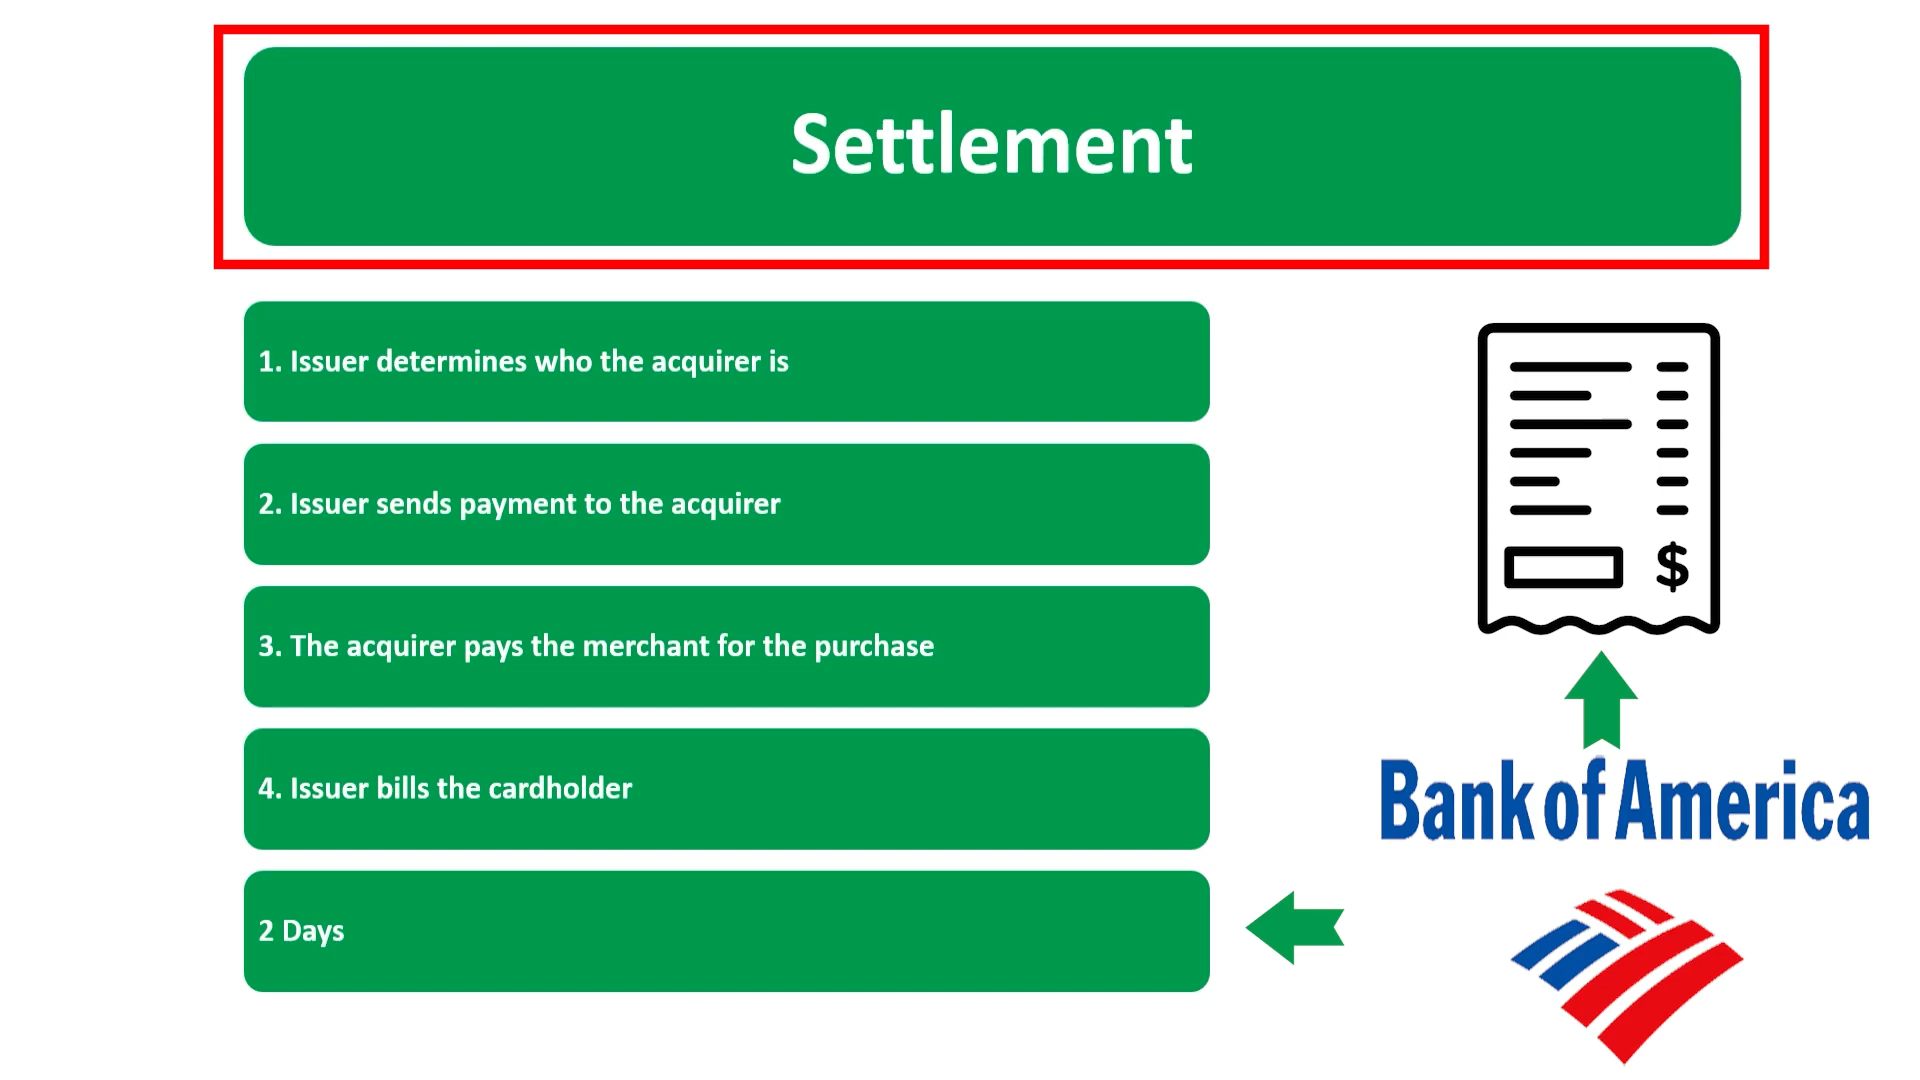 Settlement
1. Issuer determines who the acquirer is
2. Issuer sends payment to the acquirer
3. The acquirer pays the merchant for the purchase
4. Issuer bills the cardholder
2 Days
$
Bank of America